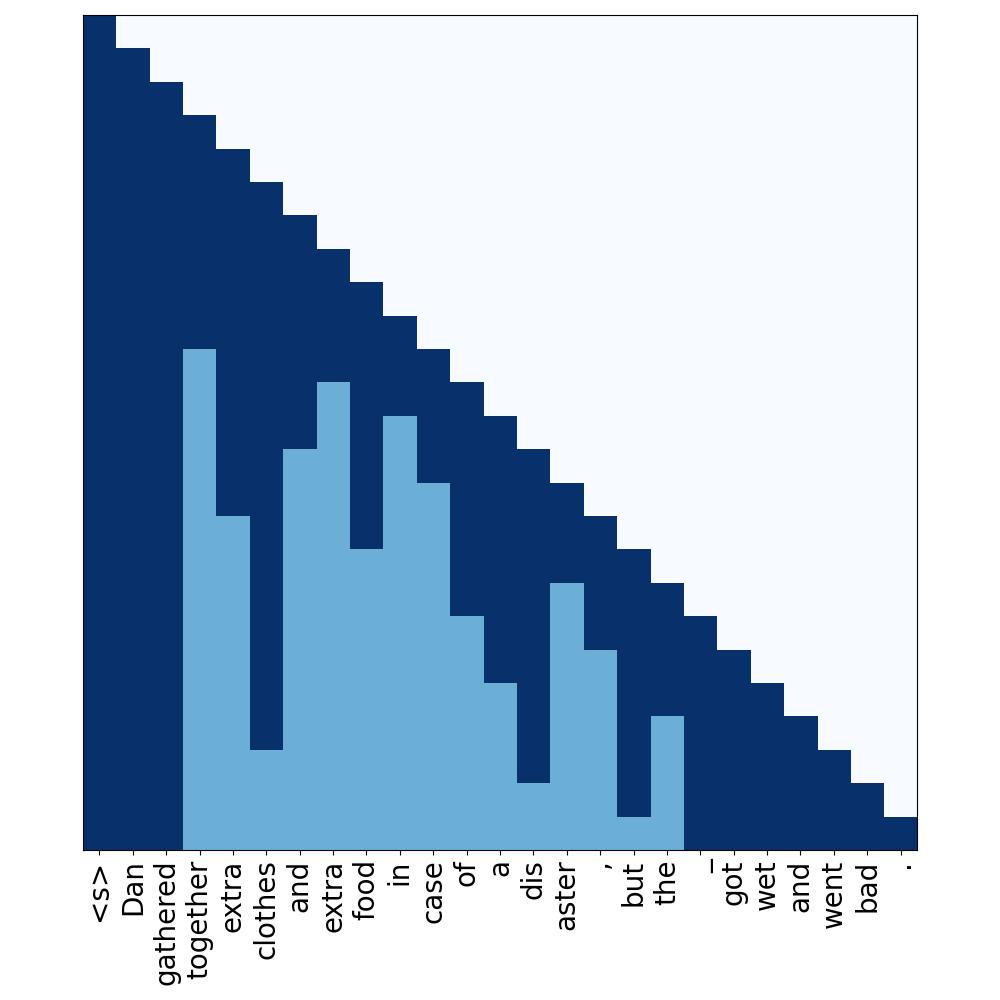 <s>
Dan
gathered
together
extra
clothes
and
extra
food
in
case
of
a
dis
aster
,
but
the
_
got
wet
and
went
bad
.